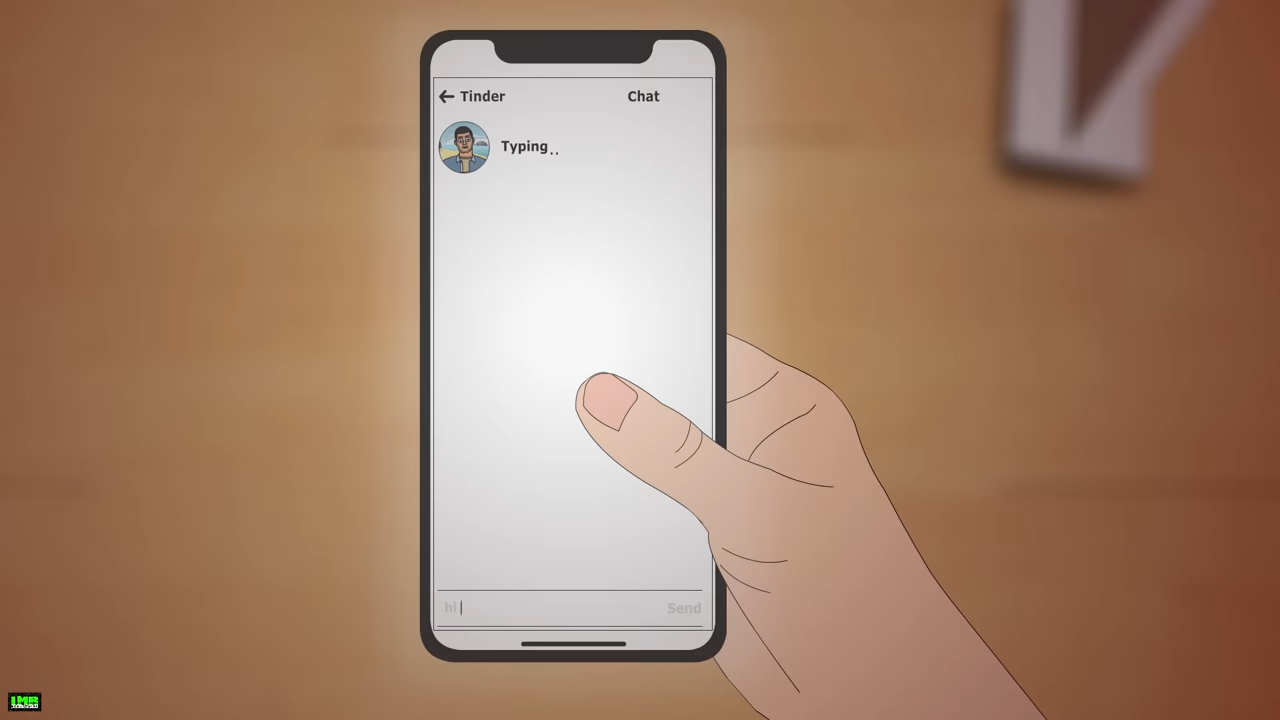 ← Tinder Chat
Typing..
hi
Send